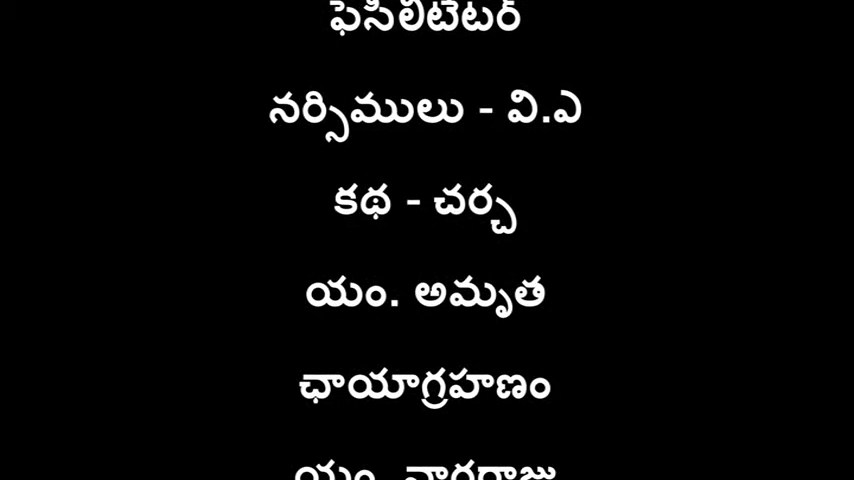 ఫెసిలిటేటర్
నర్సిములు - వి.ఎ
కథ - చర్చ
యం. అమృత
ఛాయాగ్రహణం
యం.